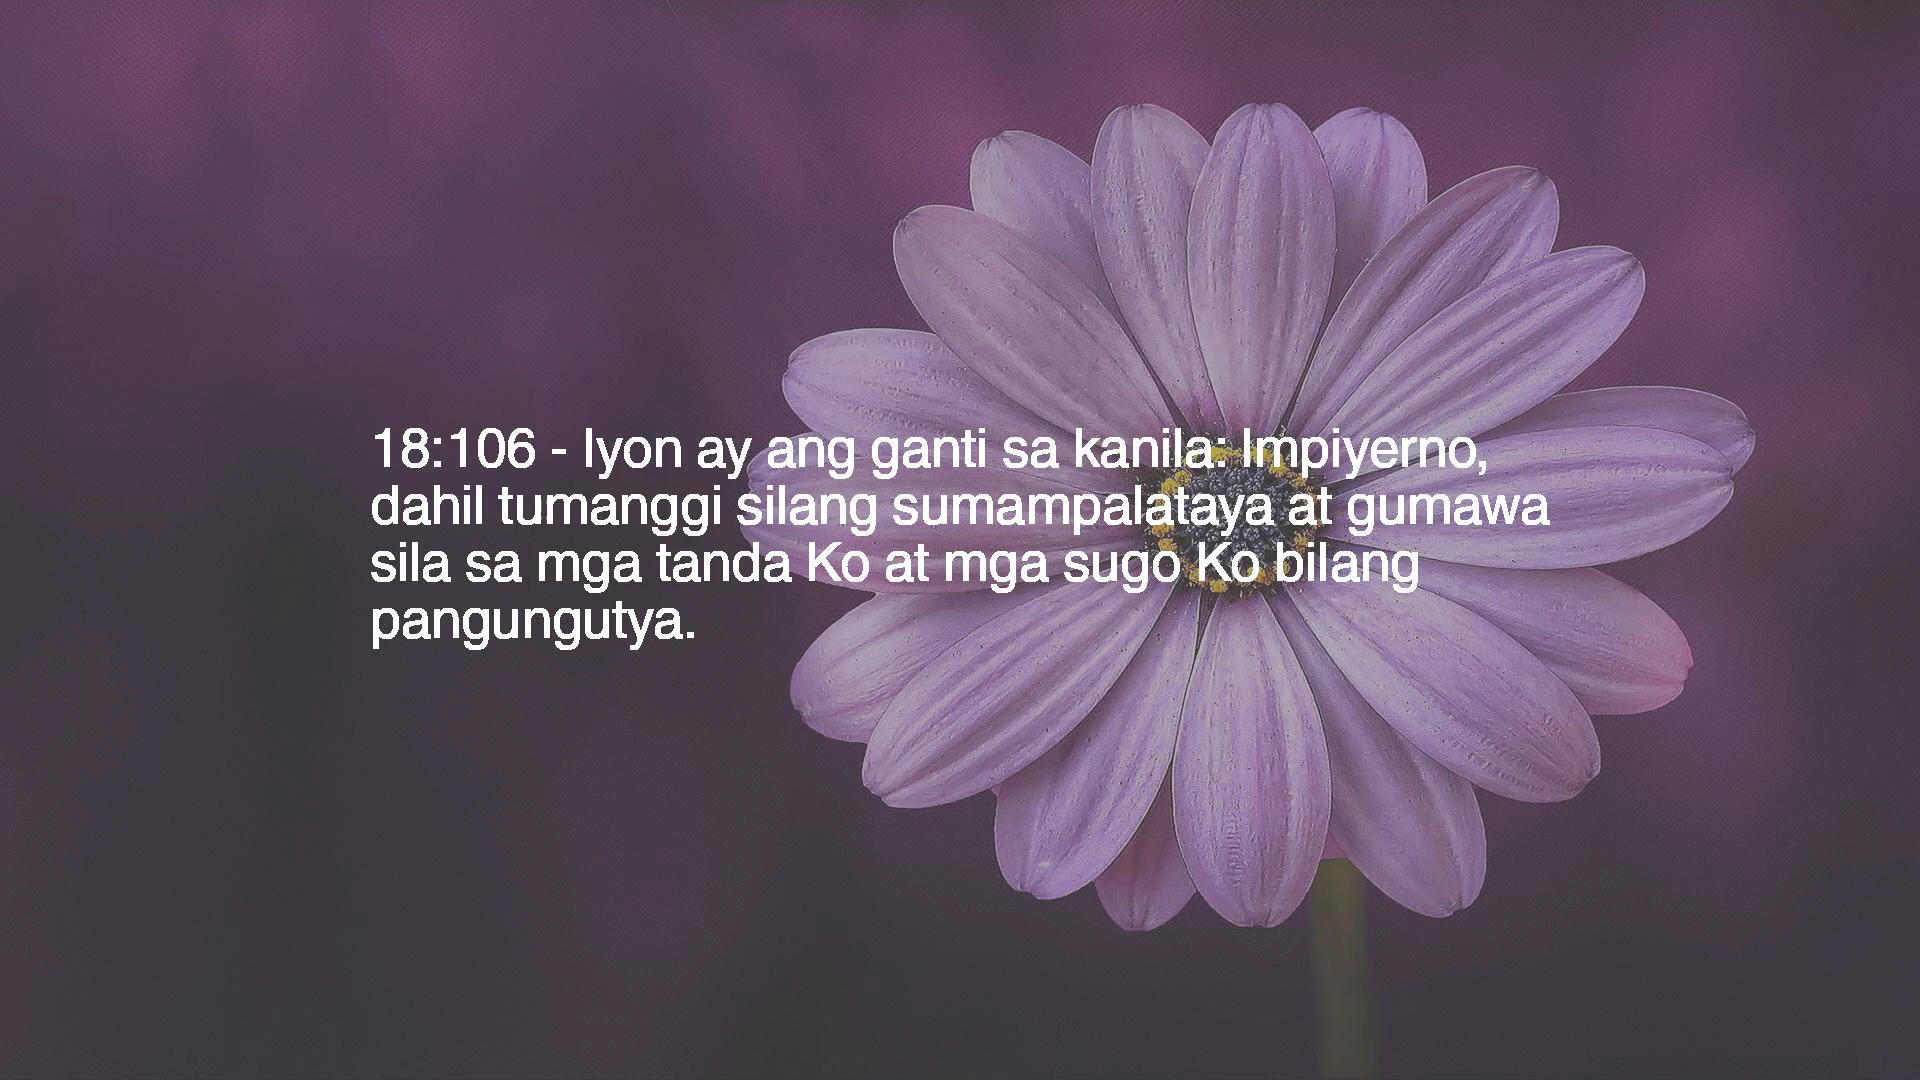 18:106 - Iyon ay ang ganti sa kanila: Impiyerno,
dahil tumanggi silang sumampalataya at gumawa
sila sa mga tanda Ko at mga sugo Ko bilang
pangungutya.